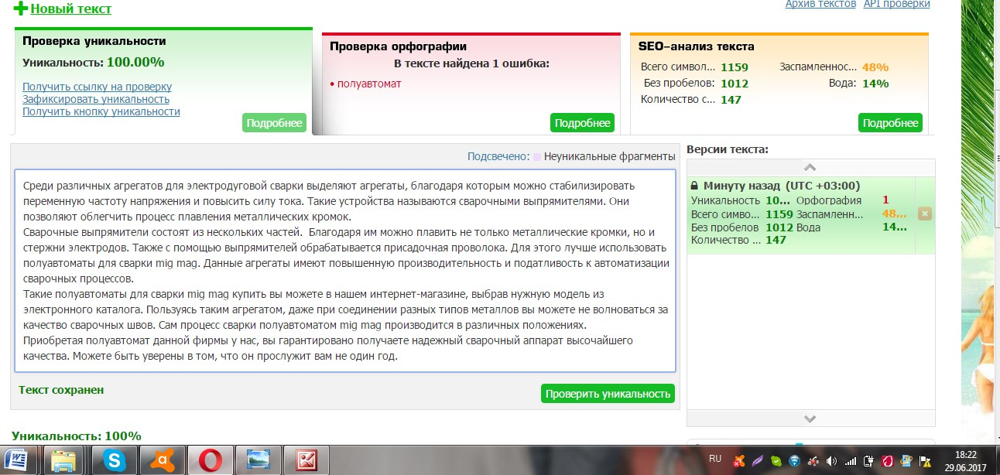 Новый текст
Архив текстов API проверки
Проверка уникальности
Уникальность: 100.00%
Получить ссылку на проверку
Зафиксировать уникальность
Получить кнопку уникальности
Подробнее
Проверка орфографии
В тексте найдена 1 ошибка:
• полуавтомат
Подробнее
SEO–анализ текста
Всего символ... 1159 Заспамленнос... 48%
Без пробелов: 1012 Вода: 14%
Количество с... 147
Подробнее
Подсвечено: Неуникальные фрагменты
Среди различных агрегатов для электродуговой сварки выделяют агрегаты, благодаря которым можно стабилизировать
переменную частоту напряжения и повысить силу тока. Такие устройства называются сварочными выпрямителями. Они
позволяют облегчить процесс плавления металлических кромок.
Сварочные выпрямители состоят из нескольких частей.  Благодаря им можно плавить не только металлические кромки, но и
стержни электродов. Также с помощью выпрямителей обрабатывается присадочная проволока. Для этого лучше использовать
полуавтоматы для сварки mig mag. Данные агрегаты имеют повышенную производительность и податливость к автоматизации
сварочных процессов.
Такие полуавтоматы для сварки mig mag купить вы можете в нашем интернет-магазине, выбрав нужную модель из
электронного каталога. Пользуясь таким агрегатом, даже при соединении разных типов металлов вы можете не волноваться за
качество сварочных швов. Сам процесс сварки полуавтоматом mig mag производится в различных положениях.
Приобретая полуавтомат данной фирмы у нас, вы гарантировано получаете надежный сварочный аппарат высочайшего
качества. Можете быть уверены в том, что он прослужит вам не один год.
Текст сохранен
Проверить уникальность
Версии текста:
Минуту назад (UTC +03:00)
Уникальность 10... Орфография 1
Всего симво... 1159 Заспамленн... 48...
Без пробелов 1012 Вода 14...
Количество ... 147
Уникальность: 100%
RU
18:22
29.06.2017